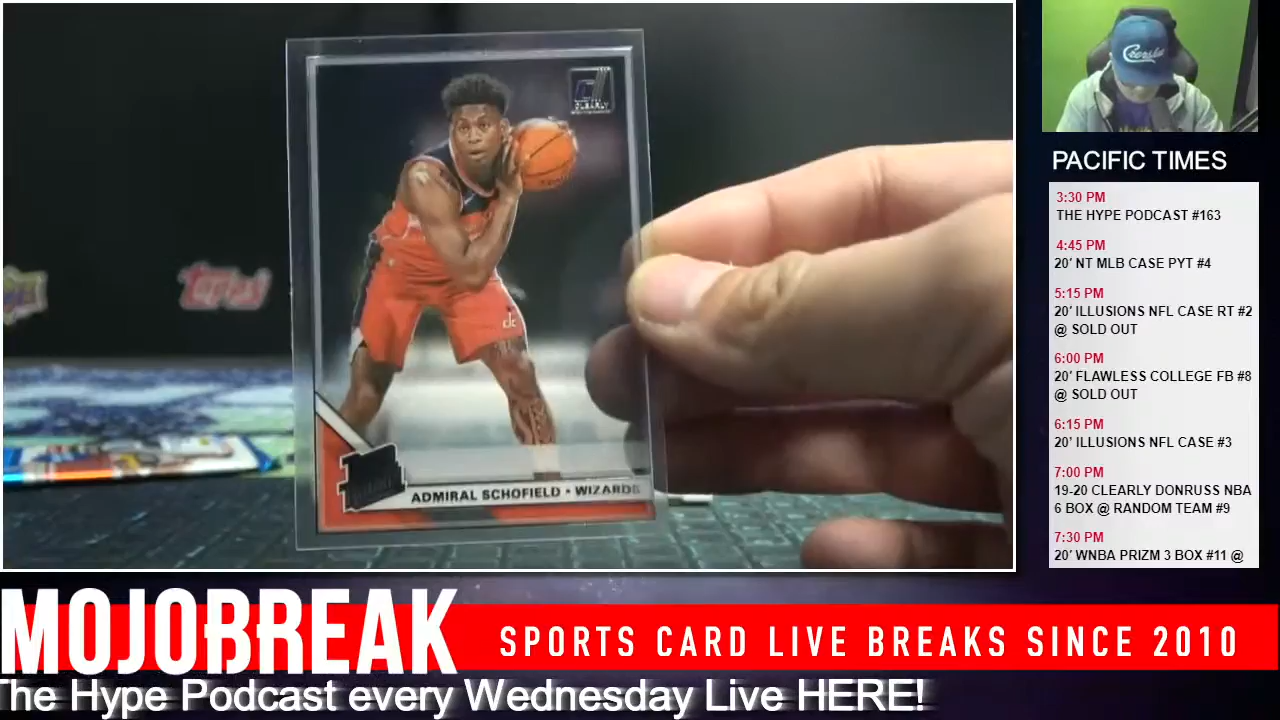 CLEARLY
Topps
ADMIRAL SCHOFIELD • WIZARDS
PACIFIC TIMES
3:30 PM
THE HYPE PODCAST #163
4:45 PM
20' NT MLB CASE PYT #4
5:15 PM
20' ILLUSIONS NFL CASE RT #2
@ SOLD OUT
6:00 PM
20' FLAWLESS COLLEGE FB #8
@ SOLD OUT
6:15 PM
20' ILLUSIONS NFL CASE #3
7:00 PM
19-20 CLEARLY DONRUSS NBA
6 BOX @ RANDOM TEAM #9
7:30 PM
20' WNBA PRIZM 3 BOX #11 @
MOJOBREAK
SPORTS CARD LIVE BREAKS SINCE 2010
The Hype Podcast every Wednesday Live HERE!